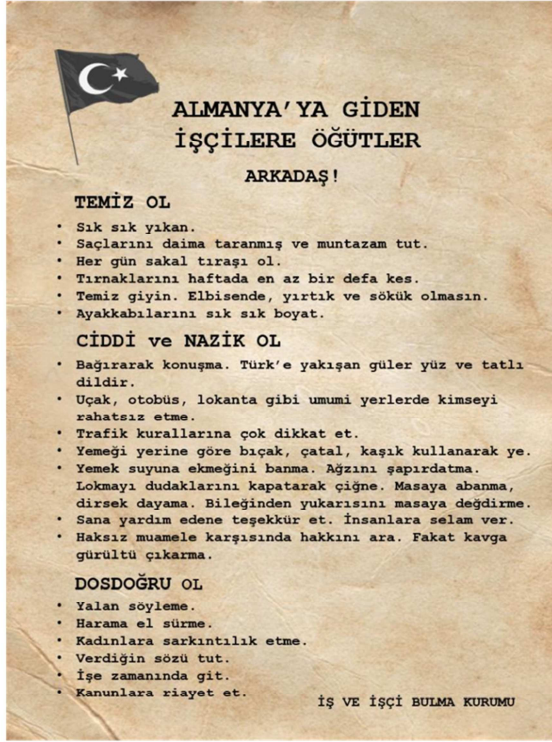 ALMANYA'YA GİDEN
İŞÇİLERE ÖĞÜTLER
ARKADAŞ!
TEMİZ OL
• Sık sık yıkan.
• Saçlarını daima taranmış ve muntazam tut.
• Her gün sakal tıraşı ol.
• Tırnaklarını haftada en az bir defa kes.
• Temiz giyin. Elbisende, yırtık ve sökük olmasın.
• Ayakkabılarını sık sık boyat.
CİDDİ ve NAZİK OL
• Bağırarak konuşma. Türk'e yakışan güler yüz ve tatlı
dildir.
• Uçak, otobüs, lokanta gibi umumi yerlerde kimseyi
rahatsız etme.
• Trafik kurallarına çok dikkat et.
• Yemeği yerine göre bıçak, çatal, kaşık kullanarak ye.
• Yemek suyuna ekmeğini banma. Ağzını şapırdatma.
Lokmayı dudaklarını kapatarak çiğne. Masaya abanma,
dirsek dayama. Bileğinden yukarısını masaya değdirme.
• Sana yardım edene teşekkür et. İnsanlara selam ver.
• Haksız muamele karşısında hakkını ara. Fakat kavga
gürültü çıkarma.
DOSDOĞRU OL
• Yalan söyleme.
• Harama el sürme.
• Kadınlara sarkıntılık etme.
• Verdiğin sözü tut.
• İşe zamanında git.
• Kanunlara riayet et.
İŞ VE İŞÇİ BULMA KURUMU